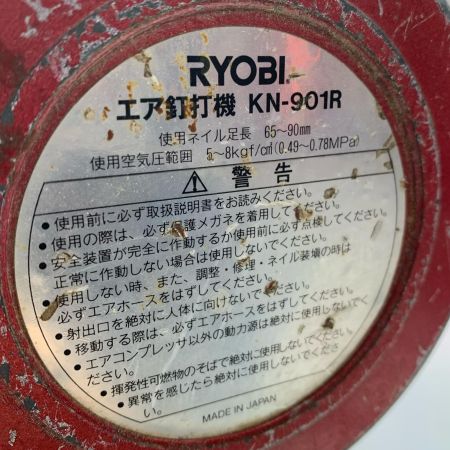 RYOBI.
エア釘打機 KN-901R
使用ネイル足長 65～90mm
使用空気圧範囲 5～8kgf/cm²(0.49～0.78MPa)
⚠ 警告
• 使用前に必ず取扱説明書をお読みください。
• 使用の際は、必ず保護メガネを着用してください。
• 安全装置が完全に作動するか使用前に必ず点検してください。
正常に作動しない場合は使用しないでください。
• 使用しない時、また、調整・修理・ネイル装填の時は
必ずエアホースをはずしてください。
• 射出口を絶対に人体に向けないでください。
• 移動する際は、必ずエアホースをはずしてください。
• エアコンプレッサ以外の動力源は絶対に使用しないでく
ださい。
• 揮発性可燃物のそばで絶対に使用しないでください。
• 異常を感じたら絶対に使用しないでくださ
い。
MADE IN JAPAN